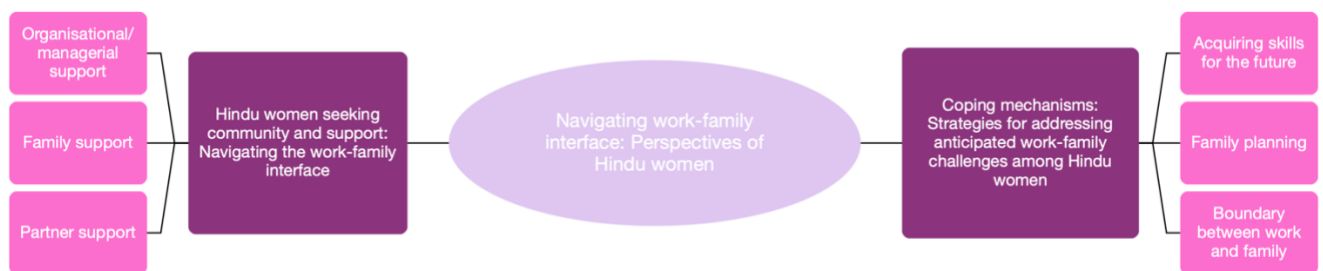 Organisational/
managerial
support
Family support
Partner support
Hindu women seeking
community and support:
Navigating the work-family
interface
Navigating work-family
interface: Perspectives of
Hindu women
Coping mechanisms:
Strategies for addressing
anticipated work-family
challenges among Hindu
women
Acquiring skills
for the future
Family planning
Boundary
between work
and family